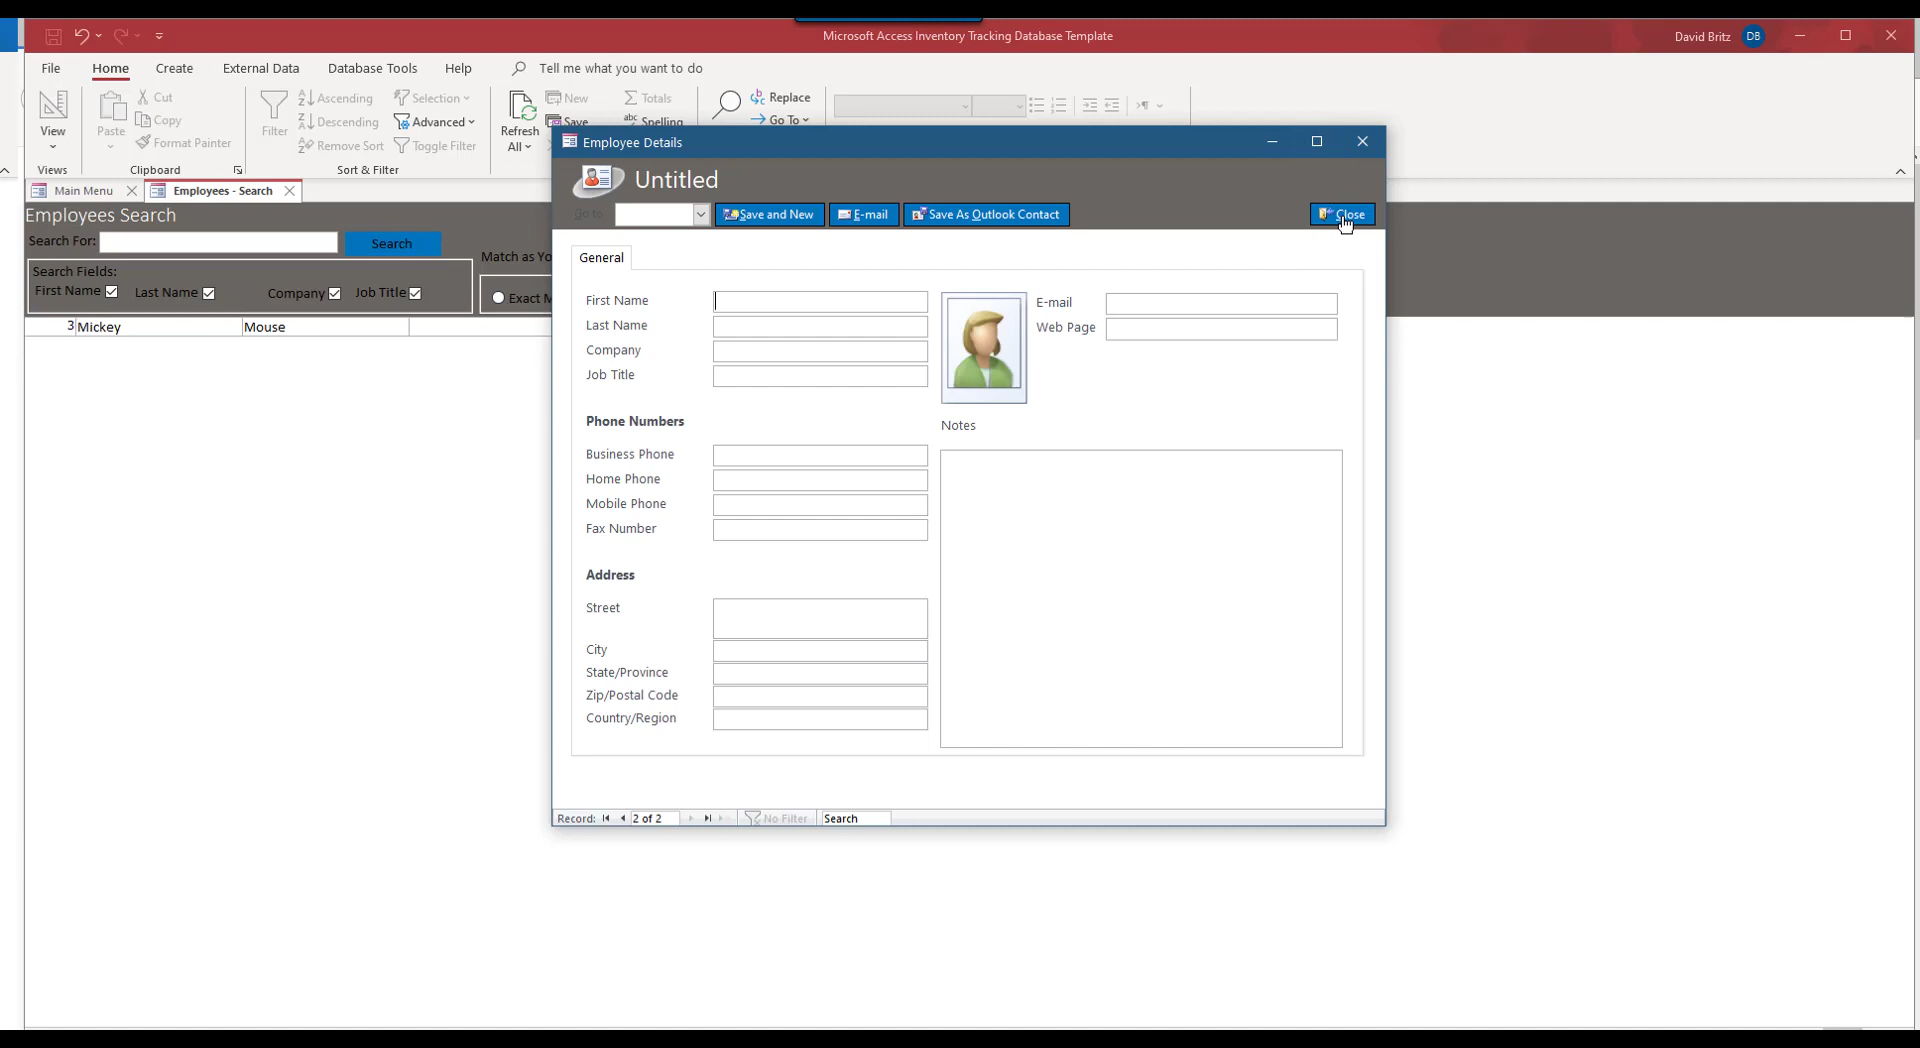 Microsoft Access Inventory Tracking Database Template
David Britz DB
File Home Create External Data Database Tools Help Tell me what you want to do
View
Views
Paste
Cut
Copy
Format Painter
Clipboard
Filter
Ascending
Descending
Remove Sort
Selection
Advanced
Toggle Filter
Sort & Filter
Refresh
All
New
Save
Totals
Spelling
Replace
Go To
Main Menu
Employees - Search
Employees Search
Search For:
Search
Search Fields:
First Name
Last Name
Company
Job Title
Match as Yo
Exact M
3 Mickey Mouse
Employee Details
Untitled
Go to
Save and New
E-mail
Save As Outlook Contact
Close
General
First Name
Last Name
Company
Job Title
E-mail
Web Page
Phone Numbers
Notes
Business Phone
Home Phone
Mobile Phone
Fax Number
Address
Street
City
State/Province
Zip/Postal Code
Country/Region
Record: 2 of 2 No Filter Search